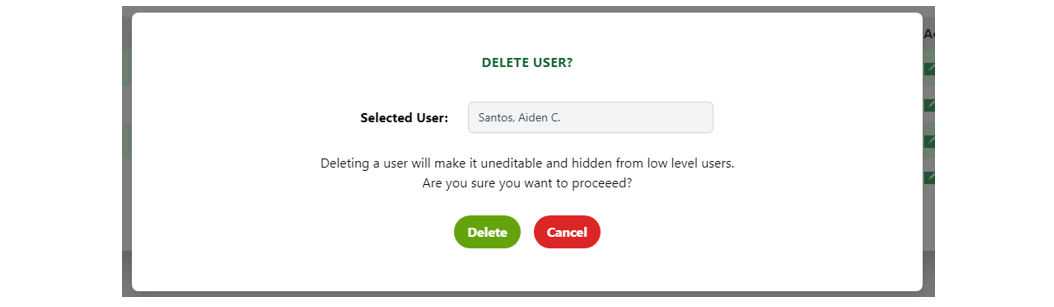 DELETE USER?
Selected User: Santos, Aiden C.
Deleting a user will make it uneditable and hidden from low level users.
Are you sure you want to proceeed?
Delete Cancel